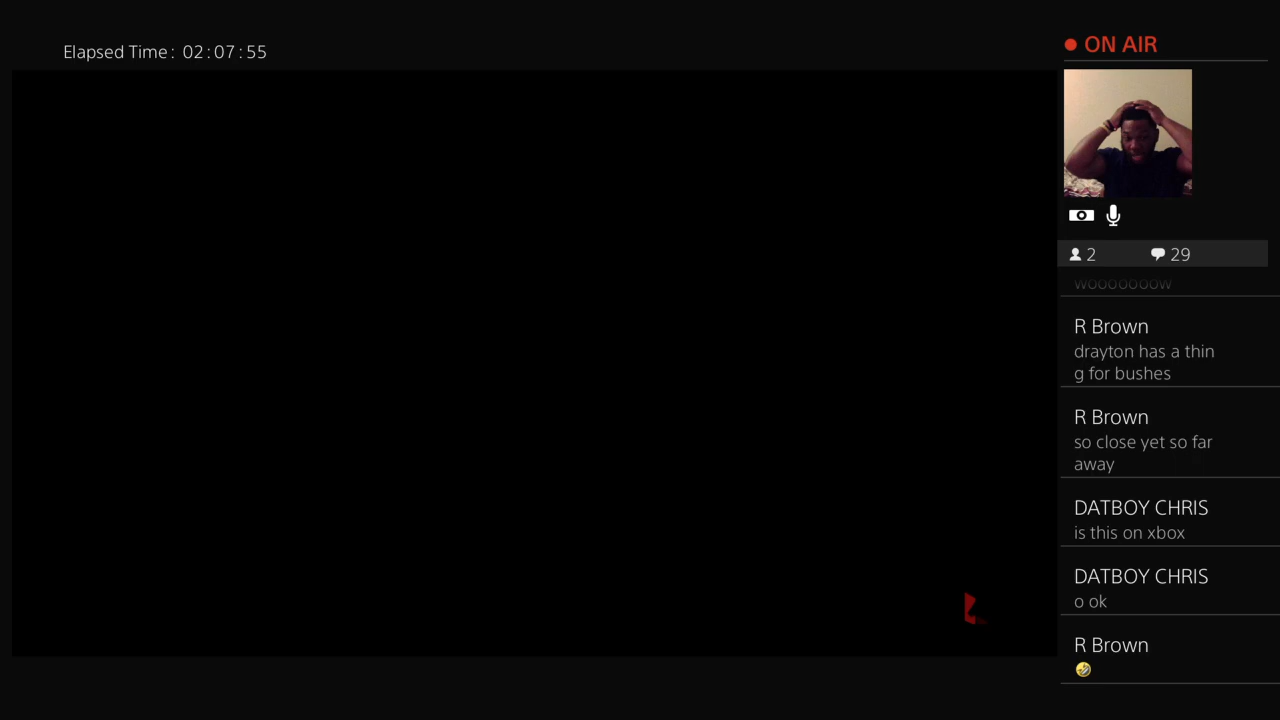 Elapsed Time: 02:07:55
ON AIR
2 29
wooooooow
R Brown
drayton has a thin
g for bushes
R Brown
so close yet so far
away
DATBOY CHRIS
is this on xbox
DATBOY CHRIS
o ok
R Brown
🤣